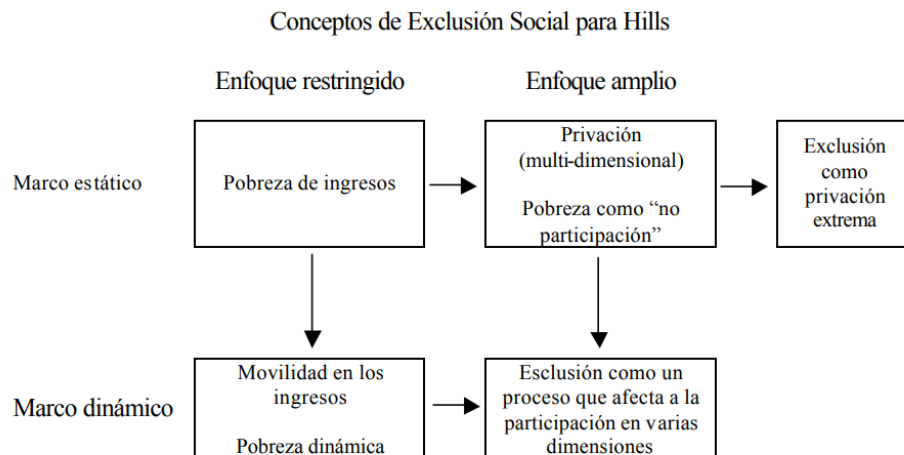 Conceptos de Exclusión Social para Hills
Enfoque restringido
Enfoque amplio
Marco estático
Pobreza de ingresos
Privación
(multi-dimensional)
Pobreza como “no
participación”
Exclusión
como
privación
extrema
Marco dinámico
Movilidad en los
ingresos
Pobreza dinámica
Esclusión como un
proceso que afecta a la
participación en varias
dimensiones